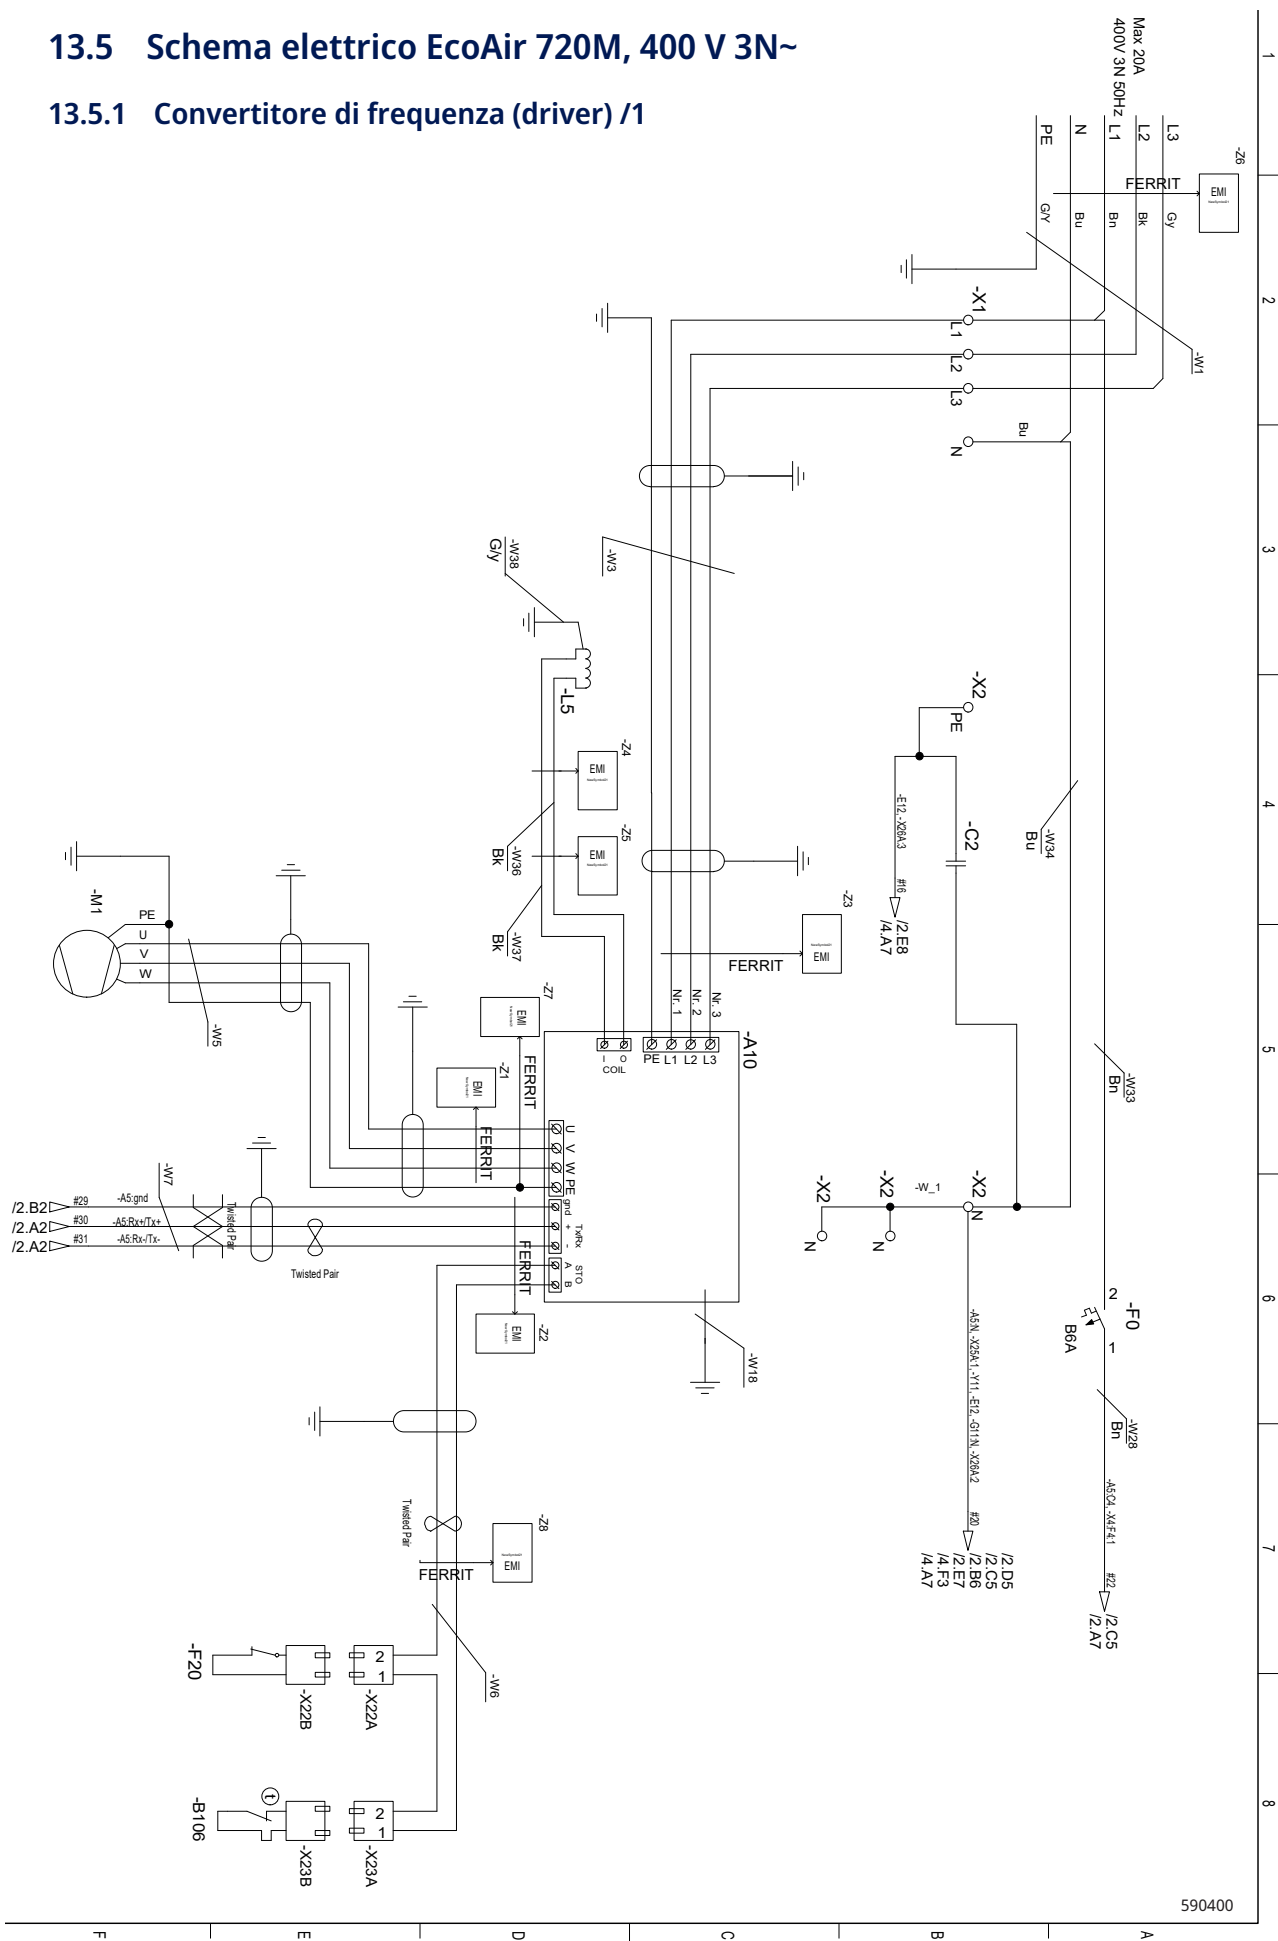 13.5 Schema elettrico EcoAir 720M, 400 V 3N~
13.5.1 Convertitore di frequenza (driver) /1
Max 20A
400V 3N 50Hz
L3
L2
L1
N
PE
Gy
Bk
Bn
Bu
G/Y
FERRIT
-Z6
EMI
1
2
3
4
5
6
7
8
-W1
-X1
L1
L2
L3
N
Bu
-W3
-W38
G/y
-L5
-Z4
EMI
-Z5
EMI
-W36
Bk
-W37
Bk
-X2
PE
-C2
-E12,-X26A:3
#16
/2.E8
/4.A7
-W34
Bu
-Z3
EMI
FERRIT
Nr. 1
Nr. 2
Nr. 3
-M1
PE
U
V
W
-W5
-Z7
EMI
FERRIT
-Z1
EMI
FERRIT
-A10
I O
COIL
PE L1 L2 L3
U
V
W
PE
gnd
+
-
Tx/Rx
A
B
STO
-W33
Bn
-W7
/2.B2 #29 -A5:gnd
/2.A2 #30 -A5:Rx+/Tx+
/2.A2 #31 -A5:Rx-/Tx-
Twisted Pair
Twisted Pair
FERRIT
-Z2
EMI
-W18
-X2
N
-X2
N
-W_1
-X2
N
-A5:N, -X25A:1,-Y11, -E12, -G11:N, -X26A:2
#20
/2.D5
/2.C5
/2.B6
/2.E7
/4.F3
/4.A7
2
-F0
1
B6A
-W28
Bn
-A5:C4, -X4:F4:1
#22
/2.C5
/2.A7
Twisted Pair
-Z8
EMI
FERRIT
-W6
-F20
-X22B
2
1
-X22A
t
-B106
-X23B
2
1
-X23A
590400
F
E
D
C
B
A